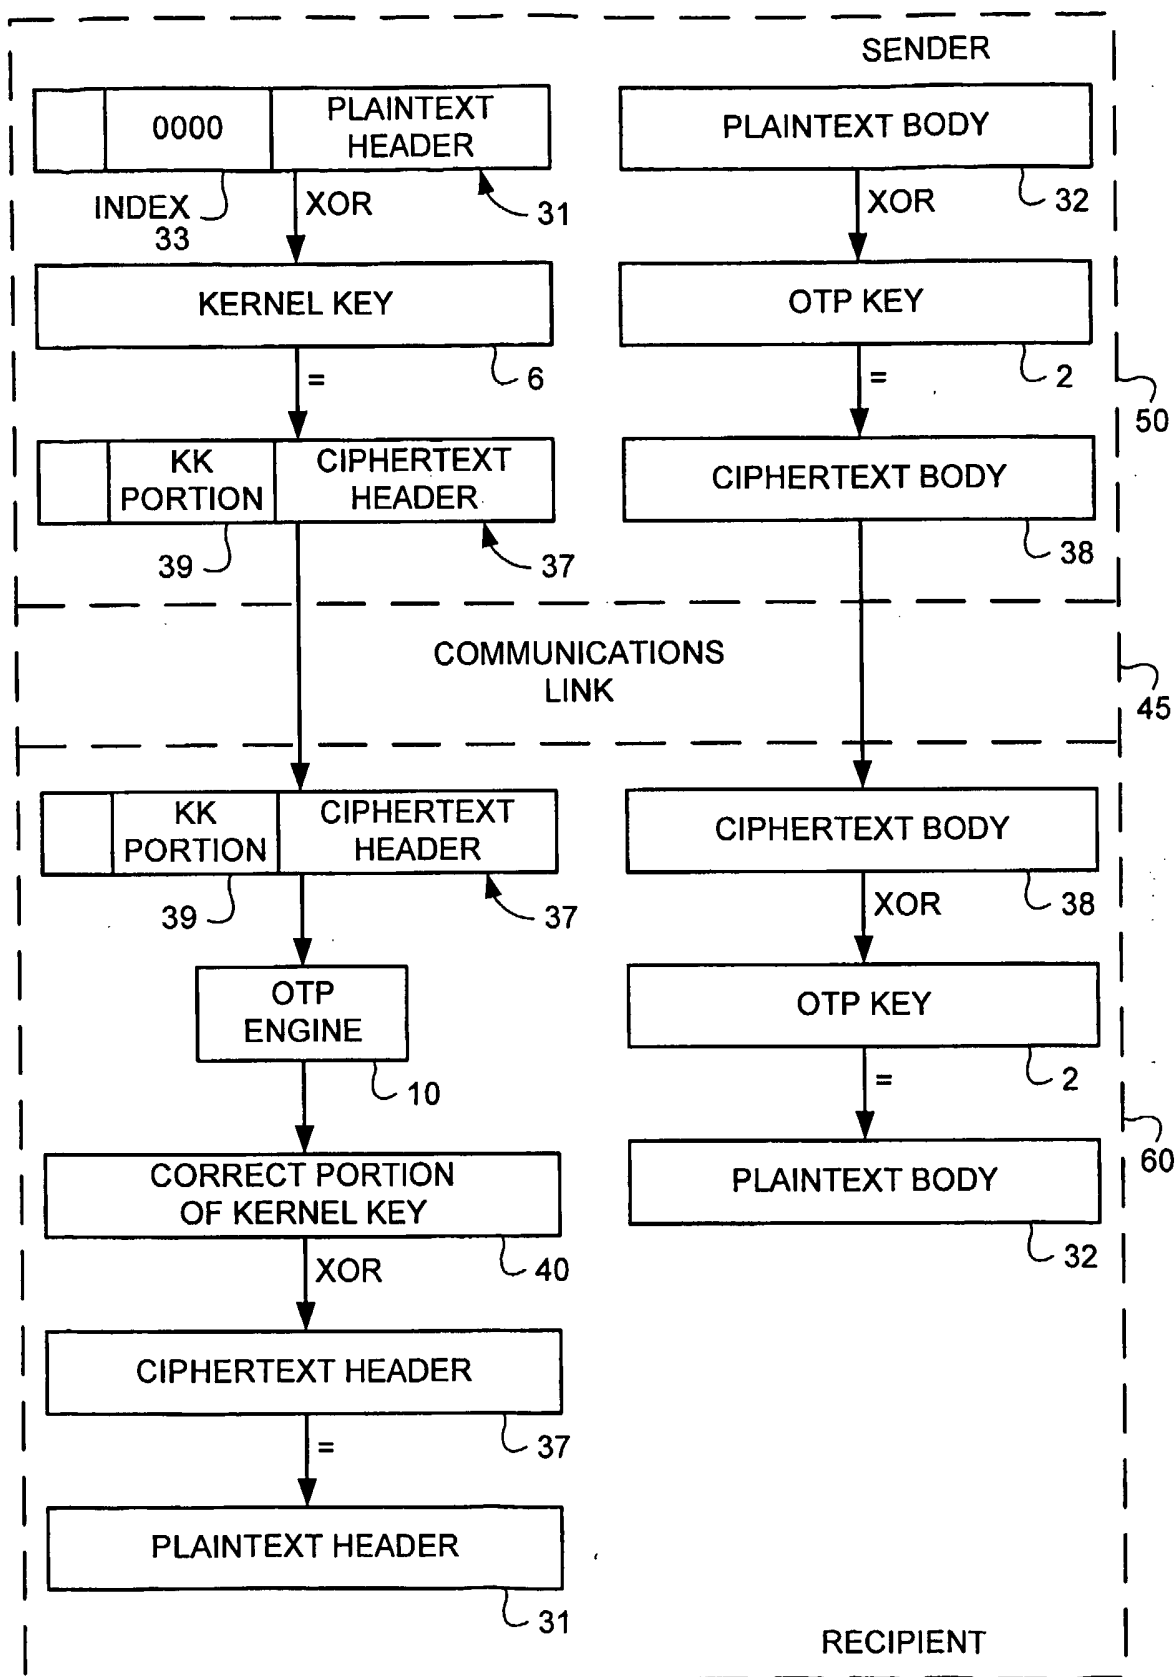 SENDER
0000
PLAINTEXT
HEADER
PLAINTEXT BODY
INDEX
33
XOR
31
XOR
32
KERNEL KEY
OTP KEY
=
6
=
2
50
KK
PORTION
CIPHERTEXT
HEADER
CIPHERTEXT BODY
39
37
38
COMMUNICATIONS
LINK
45
KK
PORTION
CIPHERTEXT
HEADER
CIPHERTEXT BODY
39
37
XOR
38
OTP
ENGINE
OTP KEY
10
=
2
60
CORRECT PORTION
OF KERNEL KEY
PLAINTEXT BODY
XOR
40
32
CIPHERTEXT HEADER
=
37
PLAINTEXT HEADER
31
RECIPIENT